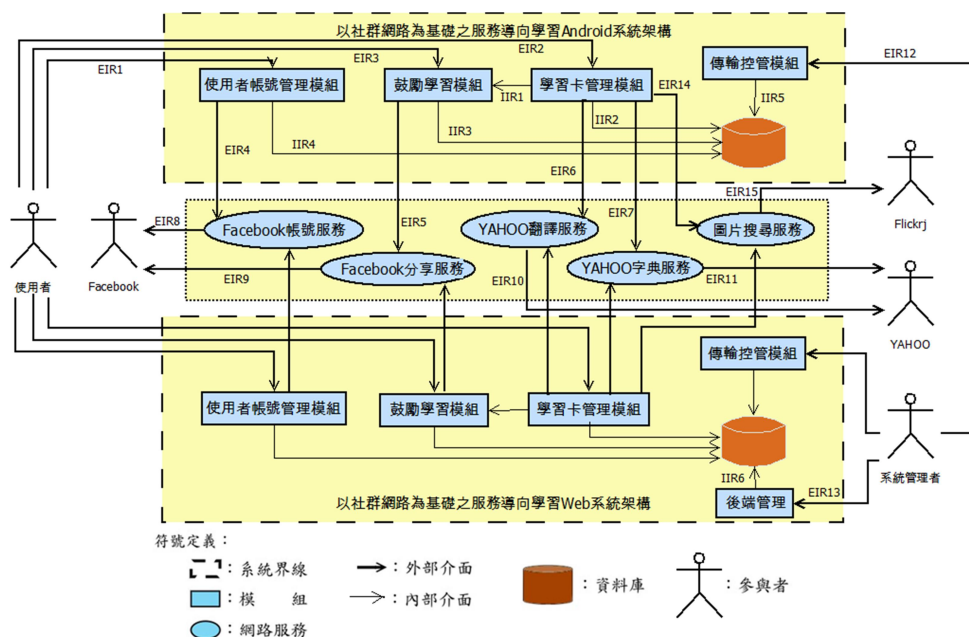 以社群網路為基礎之服務導向學習Android系統架構
EIR1
EIR3
EIR2
EIR12
使用者帳號管理模組
鼓勵學習模組
學習卡管理模組
傳輸控管模組
IIR1
EIR14
IIR5
IIR2
IIR3
IIR4
EIR4
EIR6
EIR15
EIR5
EIR7
EIR8
Facebook帳號服務
YAHOO翻譯服務
圖片搜尋服務
Flickrj
Facebook分享服務
YAHOO字典服務
EIR9
EIR10
EIR11
使用者
Facebook
YAHOO
傳輸控管模組
使用者帳號管理模組
鼓勵學習模組
學習卡管理模組
IIR6
系統管理者
以社群網路為基礎之服務導向學習Web系統架構
後端管理
EIR13
符號定義：
：系統界線
：外部介面
：資料庫
：參與者
：模 組
：內部介面
：網路服務